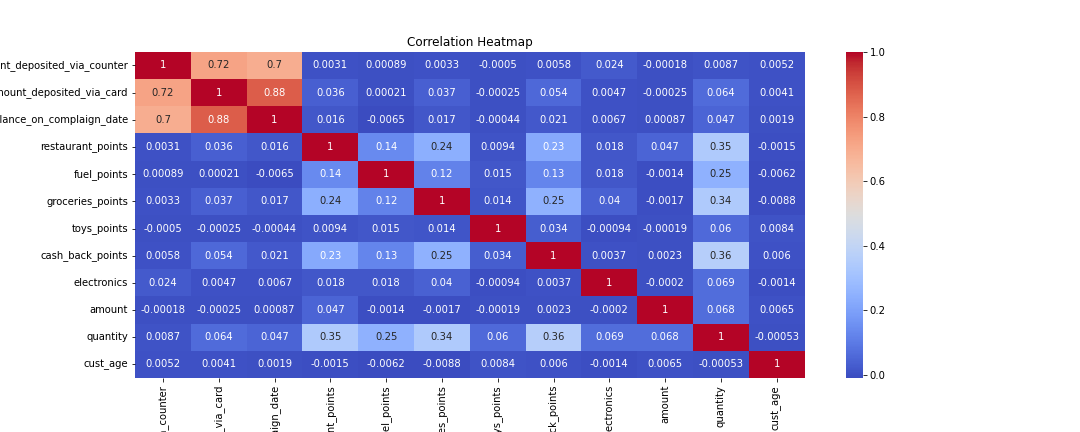 Correlation Heatmap
nt_deposited_via_counter 1 0.72 0.7 0.0031 0.00089 0.0033 -0.0005 0.0058 0.024 -0.00018 0.0087 0.0052
mount_deposited_via_card 0.72 1 0.88 0.036 0.00021 0.037 -0.00025 0.054 0.0047 -0.00025 0.064 0.0041
lance_on_complaign_date 0.7 0.88 1 0.016 -0.0065 0.017 -0.00044 0.021 0.0067 0.00087 0.047 0.0019
restaurant_points 0.0031 0.036 0.016 1 0.14 0.24 0.0094 0.23 0.018 0.047 0.35 -0.0015
fuel_points 0.00089 0.00021 -0.0065 0.14 1 0.12 0.015 0.13 0.018 -0.0014 0.25 -0.0062
groceries_points 0.0033 0.037 0.017 0.24 0.12 1 0.014 0.25 0.04 -0.0017 0.34 -0.0088
toys_points -0.0005 -0.00025 -0.00044 0.0094 0.015 0.014 1 0.034 -0.00094 -0.00019 0.06 0.0084
cash_back_points 0.0058 0.054 0.021 0.23 0.13 0.25 0.034 1 0.0037 0.0023 0.36 0.006
electronics 0.024 0.0047 0.0067 0.018 0.018 0.04 -0.00094 0.0037 1 -0.0002 0.069 -0.0014
amount -0.00018 -0.00025 0.00087 0.047 -0.0014 -0.0017 -0.00019 0.0023 -0.0002 1 0.068 0.0065
quantity 0.0087 0.064 0.047 0.35 0.25 0.34 0.06 0.36 0.069 0.068 1 -0.00053
cust_age 0.0052 0.0041 0.0019 -0.0015 -0.0062 -0.0088 0.0084 0.006 -0.0014 0.0065 -0.00053 1
_counter
_via_card
ign_date
nt_points
el_points
es_points
ys_points
ck_points
ectronics
amount
quantity
cust_age
1.0
0.8
0.6
0.4
0.2
0.0